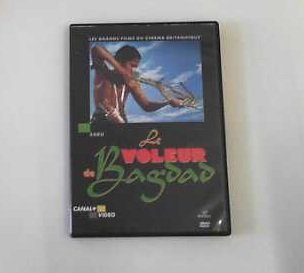 LES GRANDS FILMS DU CINEMA BRITANNIQUE
SABU
Le
VOLEUR
de Bagdad
CANAL+
VIDEO